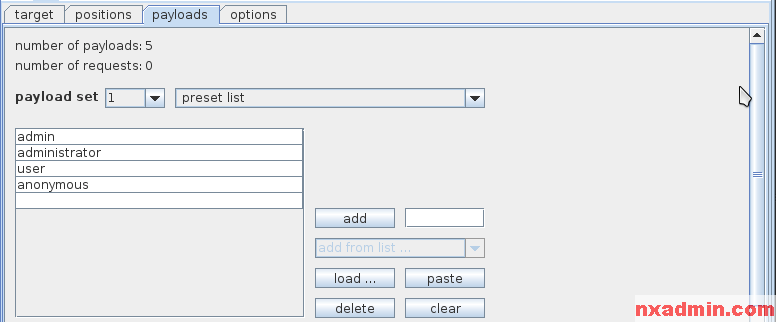 target positions payloads options
number of payloads: 5
number of requests: 0
payload set 1 preset list
admin
administrator
user
anonymous
add
add from list ...
load ... paste
delete clear
nxadmin.com